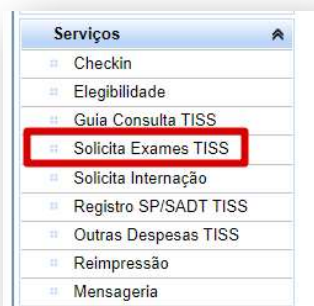 Serviços
Checkin
Elegibilidade
Guia Consulta TISS
Solicita Exames TISS
Solicita Internação
Registro SP/SADT TISS
Outras Despesas TISS
Reimpressão
Mensageria